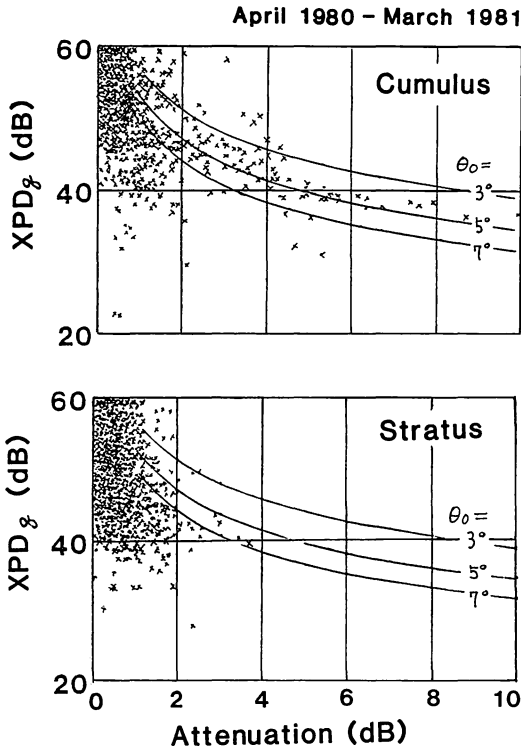 April 1980 – March 1981
60
Cumulus
XPDg (dB)
θ0=
40
3°
5°
7°
20
60
Stratus
XPDg (dB)
θ0=
40
3°
5°
7°
20
0 2 4 6 8 10
Attenuation (dB)